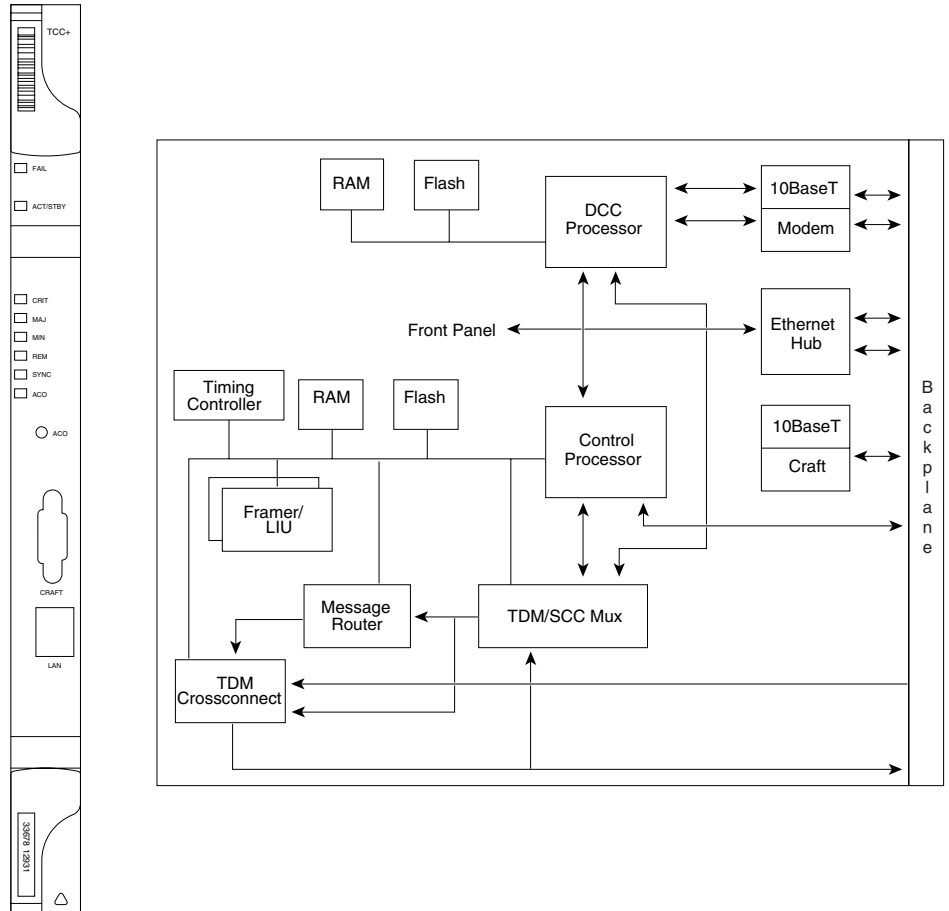 TCC+
FAIL
ACT/STBY
CRIT
MAJ
MIN
REM
SYNC
ACO
ACO
CRAFT
LAN
33678 12931
RAM
Flash
DCC
Processor
10BaseT
Modem
Front Panel
Ethernet
Hub
Timing
Controller
RAM
Flash
Control
Processor
10BaseT
Craft
Framer/
LIU
Message
Router
TDM/SCC Mux
TDM
Crossconnect
Backplane